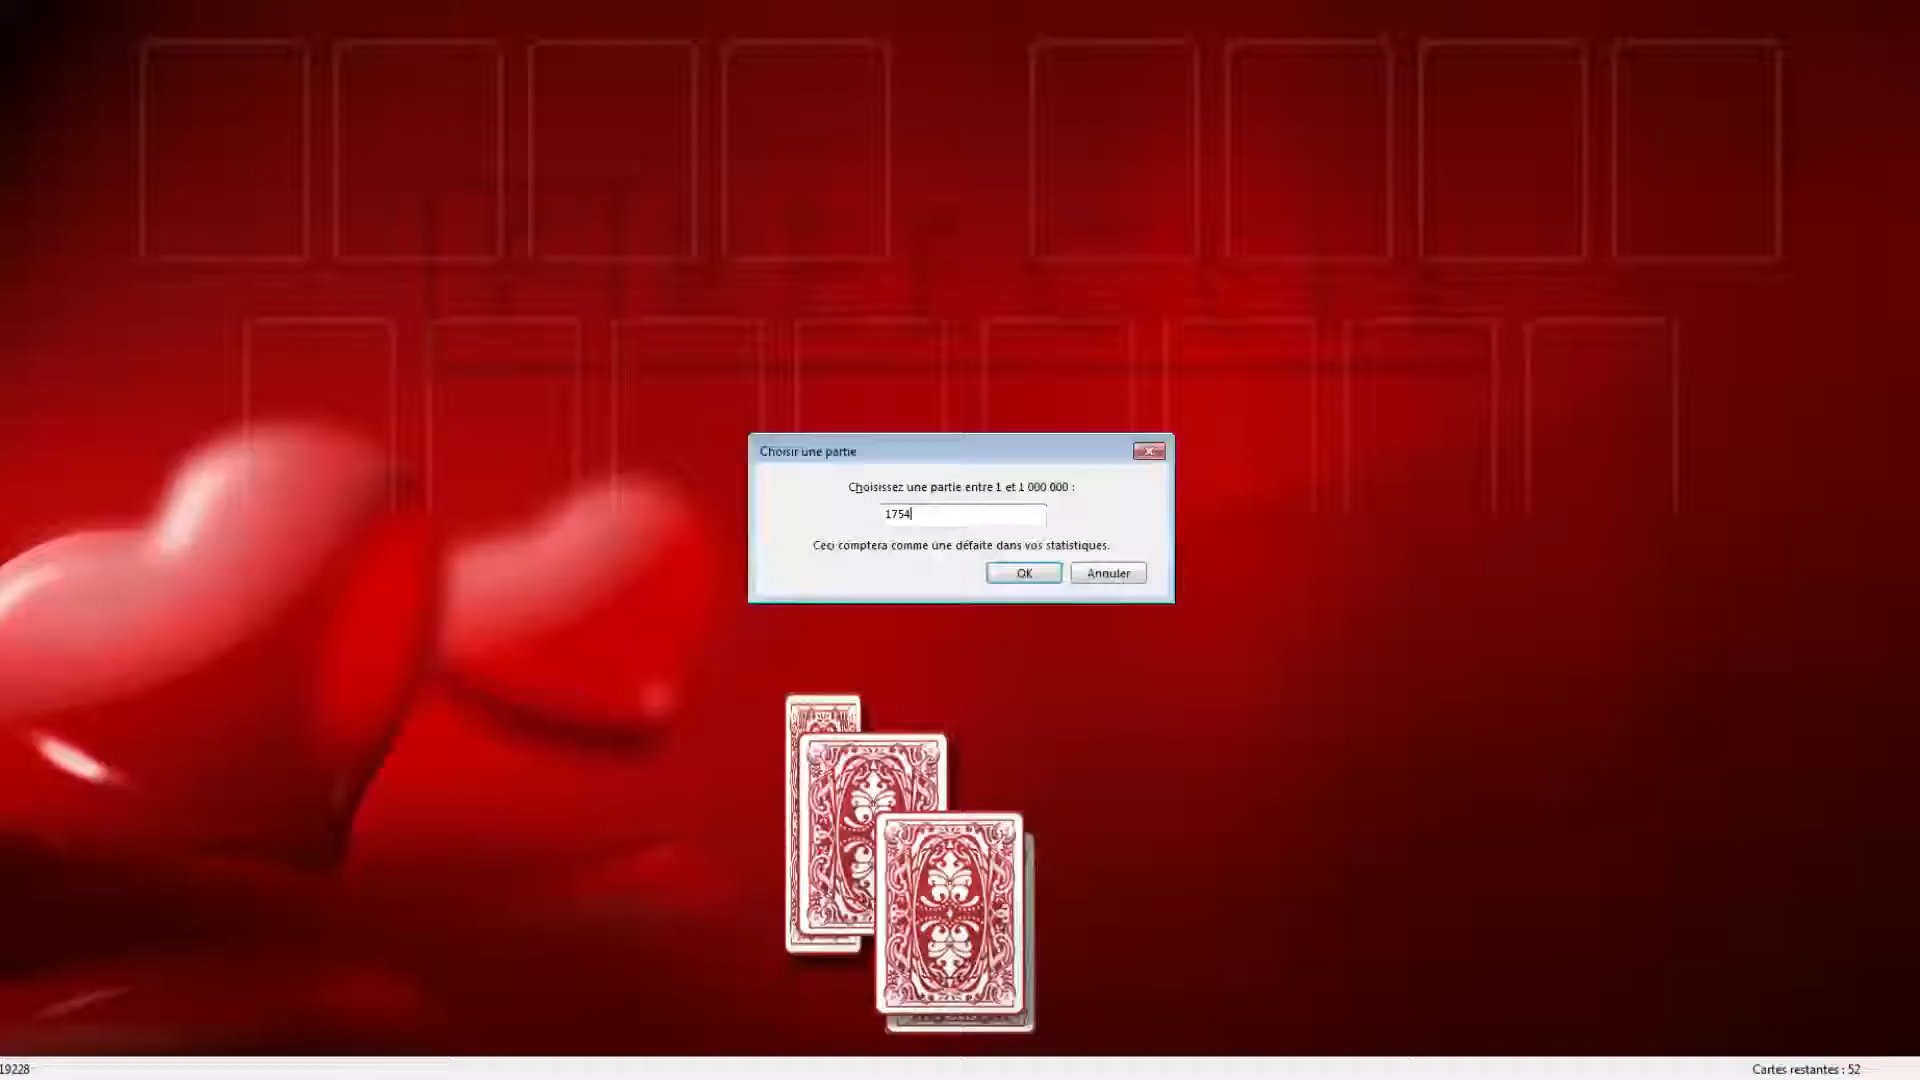 Choisir une partie
Choisissez une partie entre 1 et 1 000 000 :
1754
Ceci comptera comme une défaite dans vos statistiques.
OK
Annuler
19228
Cartes restantes : 52